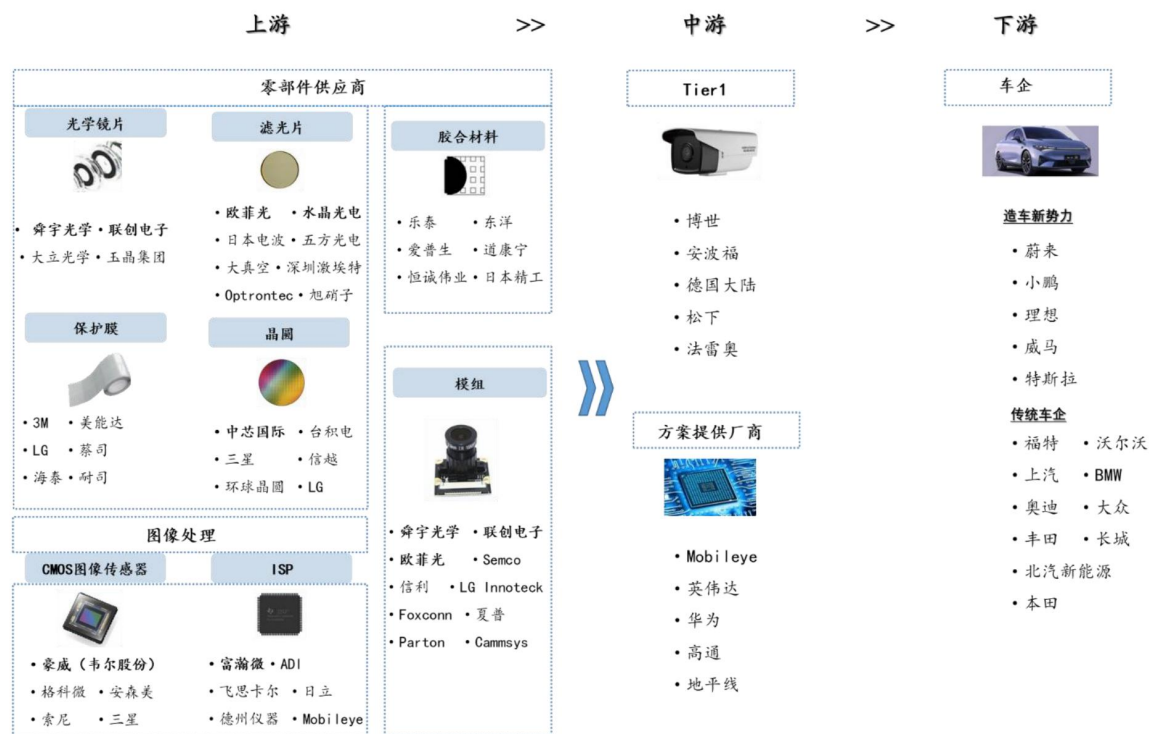 上游 >> 中游 >> 下游
零部件供应商
光学镜片
• 舜宇光学 • 联创电子
• 大立光学 • 玉晶集团
滤光片
• 欧菲光 • 水晶光电
• 日本电波 • 五方光电
• 大真空 • 深圳激埃特
• Optrontec • 旭硝子
胶合材料
• 乐泰 • 东洋
• 爱普生 • 道康宁
• 恒诚伟业 • 日本精工
保护膜
• 3M • 美能达
• LG • 蔡司
• 海泰 • 耐司
晶圆
• 中芯国际 • 台积电
• 三星 • 信越
• 环球晶圆 • LG
模组
• 舜宇光学 • 联创电子
• 欧菲光 • Semco
• 信利 • LG Innoteck
• Foxconn • 夏普
• Parton • Cammsys
图像处理
CMOS图像传感器
• 豪威（韦尔股份）
• 格科微 • 安森美
• 索尼 • 三星
ISP
• 富瀚微 • ADI
• 飞思卡尔 • 日立
• 德州仪器 • Mobileye
Tier1
• 博世
• 安波福
• 德国大陆
• 松下
• 法雷奥
方案提供厂商
• Mobileye
• 英伟达
• 华为
• 高通
• 地平线
车企
造车新势力
• 蔚来
• 小鹏
• 理想
• 威马
• 特斯拉
传统车企
• 福特 • 沃尔沃
• 上汽 • BMW
• 奥迪 • 大众
• 丰田 • 长城
• 北汽新能源
• 本田